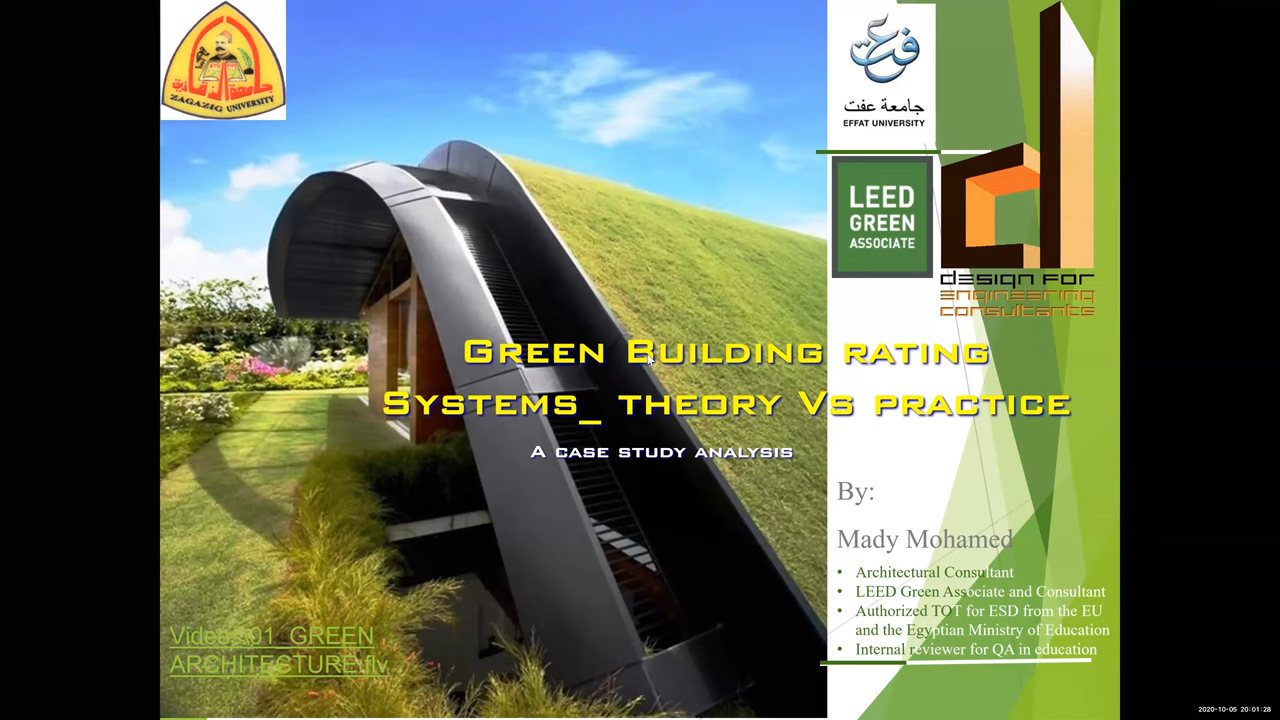 جامعة الزقازيق
ZAGAZIG UNIVERSITY
جامعة عفت
EFFAT UNIVERSITY
LEED
GREEN
ASSOCIATE
DESIGN FOR
ENGINEERING
CONSULTANTS
GREEN BUILDING RATING
SYSTEMS_ THEORY VS PRACTICE
A CASE STUDY ANALYSIS
By:
Mady Mohamed
• Architectural Consultant
• LEED Green Associate and Consultant
• Authorized TOT for ESD from the EU
and the Egyptian Ministry of Education
• Internal reviewer for QA in education
Videos\01_GREEN
ARCHITECTURE.flv
2020-10-05 20:01:28